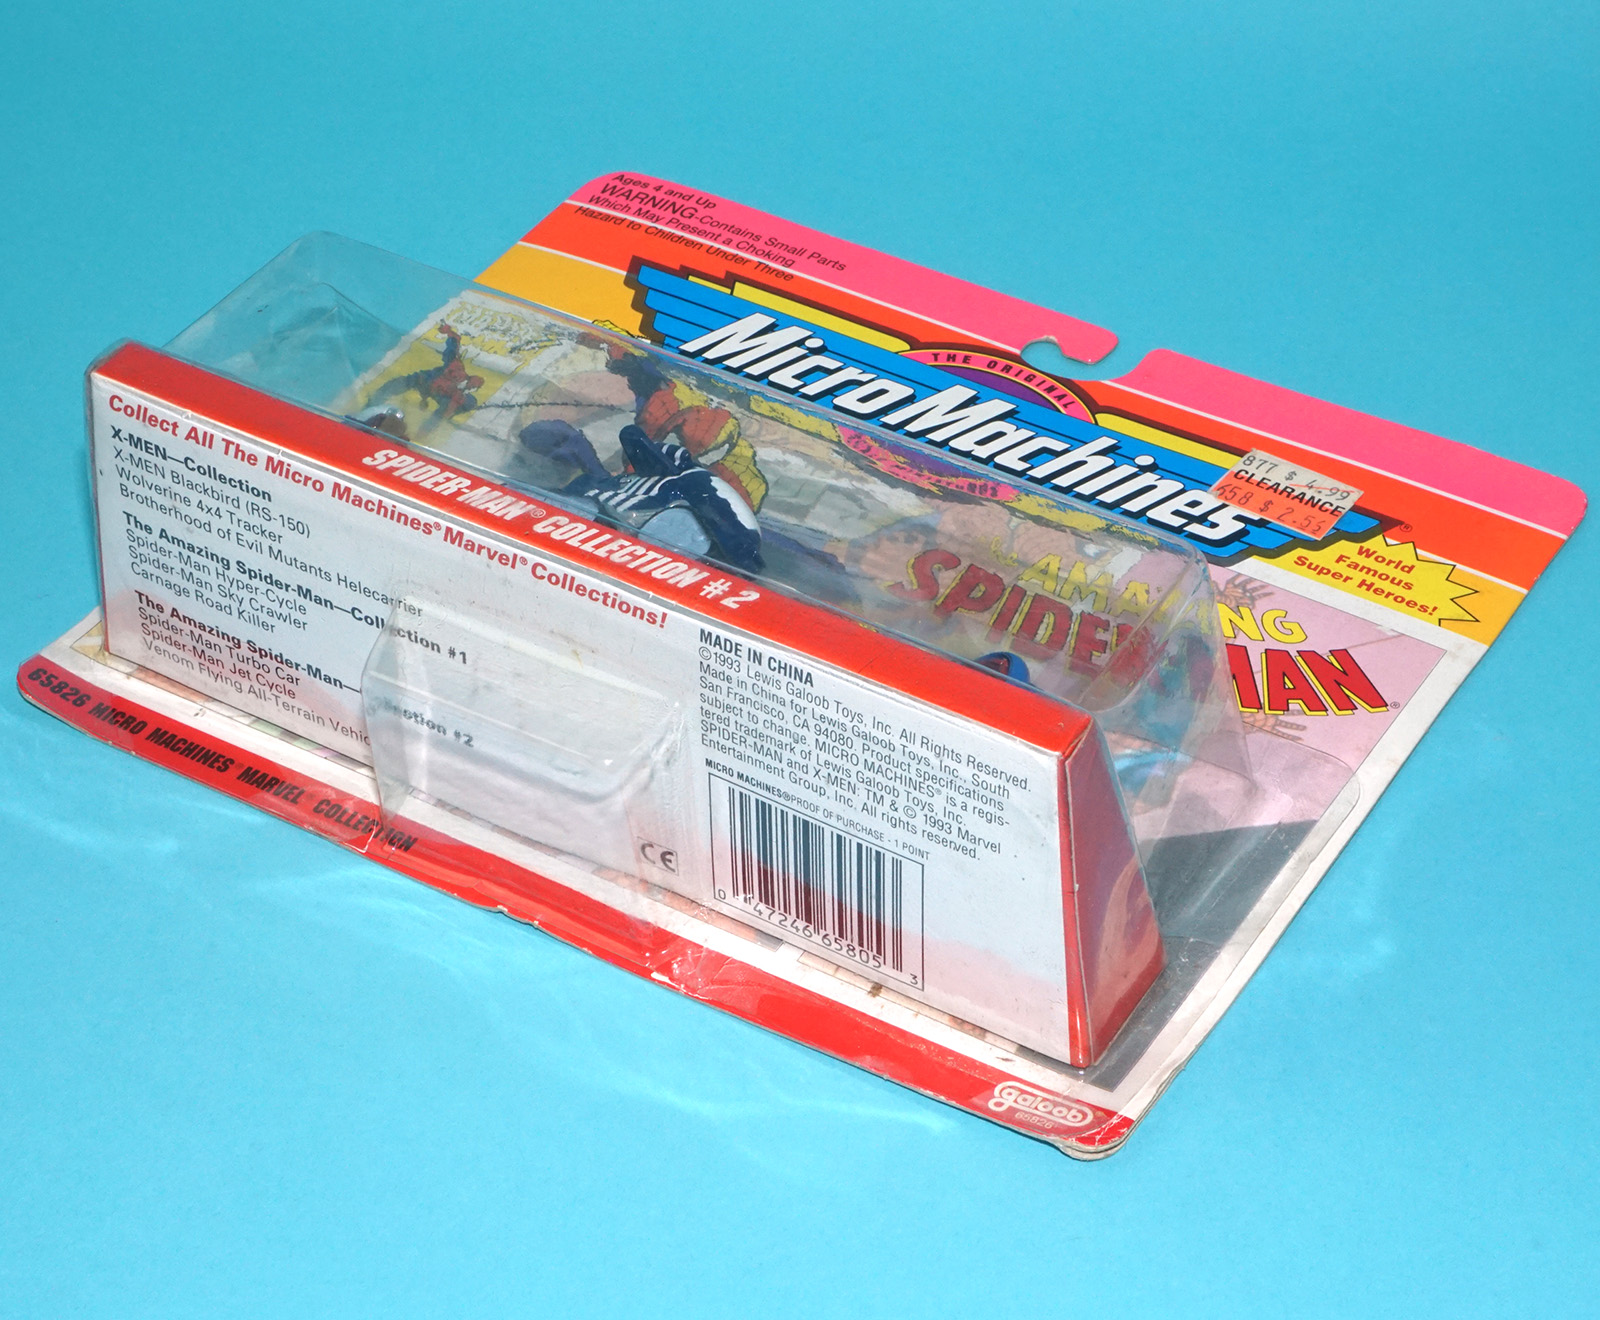 Ages 4 and Up
WARNING-Contains Small Parts
Which May Present a Choking
Hazard to Children Under Three
THE ORIGINAL
Micro Machines
®
877 $ 4.99
CLEARANCE
658 $
World
Famous
Super Heroes!
The AMAZING
SPIDER-MAN®
SPIDER-MAN® COLLECTION #2
Collect All The Micro Machines® Marvel® Collections!
X-MEN—Collection
X-MEN Blackbird (RS-150)
Wolverine 4x4 Tracker
Brotherhood of Evil Mutants Helecarrier
The Amazing Spider-Man—Collection #1
Spider-Man Hyper-Cycle
Spider-Man Sky Crawler
Carnage Road Killer
The Amazing Spider-Man—Collection #2
Spider-Man Turbo Car
Spider-Man Jet Cycle
Venom Flying All-Terrain Vehic
MADE IN CHINA
©1993 Lewis Galoob Toys, Inc. All Rights Reserved.
Made in China for Lewis Galoob Toys, Inc., South
San Francisco, CA 94080. Product specifications
subject to change. MICRO MACHINES® is a regis-
tered trademark of Lewis Galoob Toys, Inc.
SPIDER-MAN and X-MEN: TM & © 1993 Marvel
Entertainment Group, Inc. All rights reserved.
MICRO MACHINES® PROOF OF PURCHASE - 1 POINT
0 47246 65805 3
CE
65826 MICRO MACHINES® MARVEL® COLLECTION
galoob®
65826